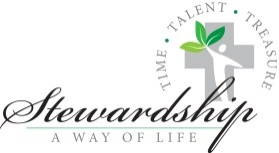 TIME • TALENT • TREASURE
Stewardship
A WAY OF LIFE